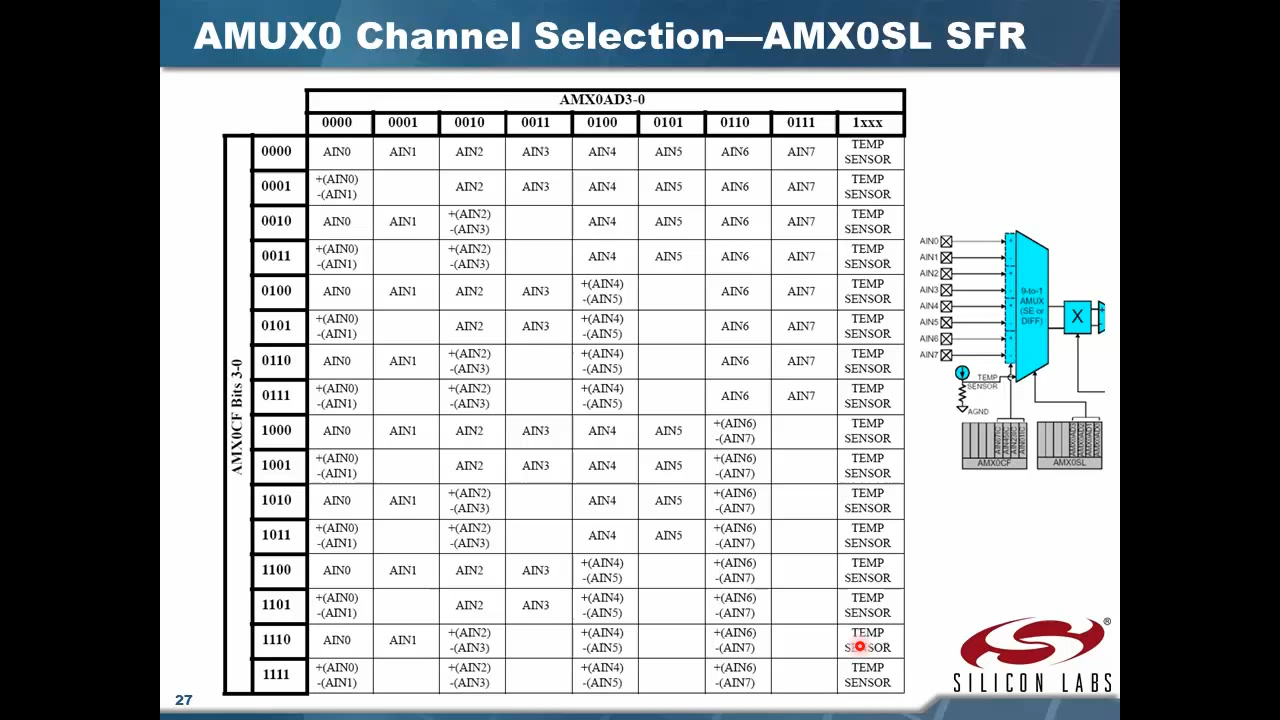 AMUX0 Channel Selection—AMX0SL SFR
AMX0AD3-0
0000 0001 0010 0011 0100 0101 0110 0111 1xxx
AMX0CF Bits 3-0
0000 AIN0 AIN1 AIN2 AIN3 AIN4 AIN5 AIN6 AIN7 TEMP SENSOR
0001 +(AIN0) -(AIN1) AIN2 AIN3 AIN4 AIN5 AIN6 AIN7 TEMP SENSOR
0010 AIN0 AIN1 +(AIN2) -(AIN3) AIN4 AIN5 AIN6 AIN7 TEMP SENSOR
0011 +(AIN0) -(AIN1) +(AIN2) -(AIN3) AIN4 AIN5 AIN6 AIN7 TEMP SENSOR
0100 AIN0 AIN1 AIN2 AIN3 +(AIN4) -(AIN5) AIN6 AIN7 TEMP SENSOR
0101 +(AIN0) -(AIN1) AIN2 AIN3 +(AIN4) -(AIN5) AIN6 AIN7 TEMP SENSOR
0110 AIN0 AIN1 +(AIN2) -(AIN3) +(AIN4) -(AIN5) AIN6 AIN7 TEMP SENSOR
0111 +(AIN0) -(AIN1) +(AIN2) -(AIN3) +(AIN4) -(AIN5) AIN6 AIN7 TEMP SENSOR
1000 AIN0 AIN1 AIN2 AIN3 AIN4 AIN5 +(AIN6) -(AIN7) TEMP SENSOR
1001 +(AIN0) -(AIN1) AIN2 AIN3 AIN4 AIN5 +(AIN6) -(AIN7) TEMP SENSOR
1010 AIN0 AIN1 +(AIN2) -(AIN3) AIN4 AIN5 +(AIN6) -(AIN7) TEMP SENSOR
1011 +(AIN0) -(AIN1) +(AIN2) -(AIN3) AIN4 AIN5 +(AIN6) -(AIN7) TEMP SENSOR
1100 AIN0 AIN1 AIN2 AIN3 +(AIN4) -(AIN5) +(AIN6) -(AIN7) TEMP SENSOR
1101 +(AIN0) -(AIN1) AIN2 AIN3 +(AIN4) -(AIN5) +(AIN6) -(AIN7) TEMP SENSOR
1110 AIN0 AIN1 +(AIN2) -(AIN3) +(AIN4) -(AIN5) +(AIN6) -(AIN7) TEMP SENSOR
1111 +(AIN0) -(AIN1) +(AIN2) -(AIN3) +(AIN4) -(AIN5) +(AIN6) -(AIN7) TEMP SENSOR
AIN0
AIN1
AIN2
AIN3
AIN4
AIN5
AIN6
AIN7
9-to-1
AMUX
(SE or
DIFF)
X
TEMP
SENSOR
AGND
AMX0CF
AMX0SL
SILICON LABS
®
27